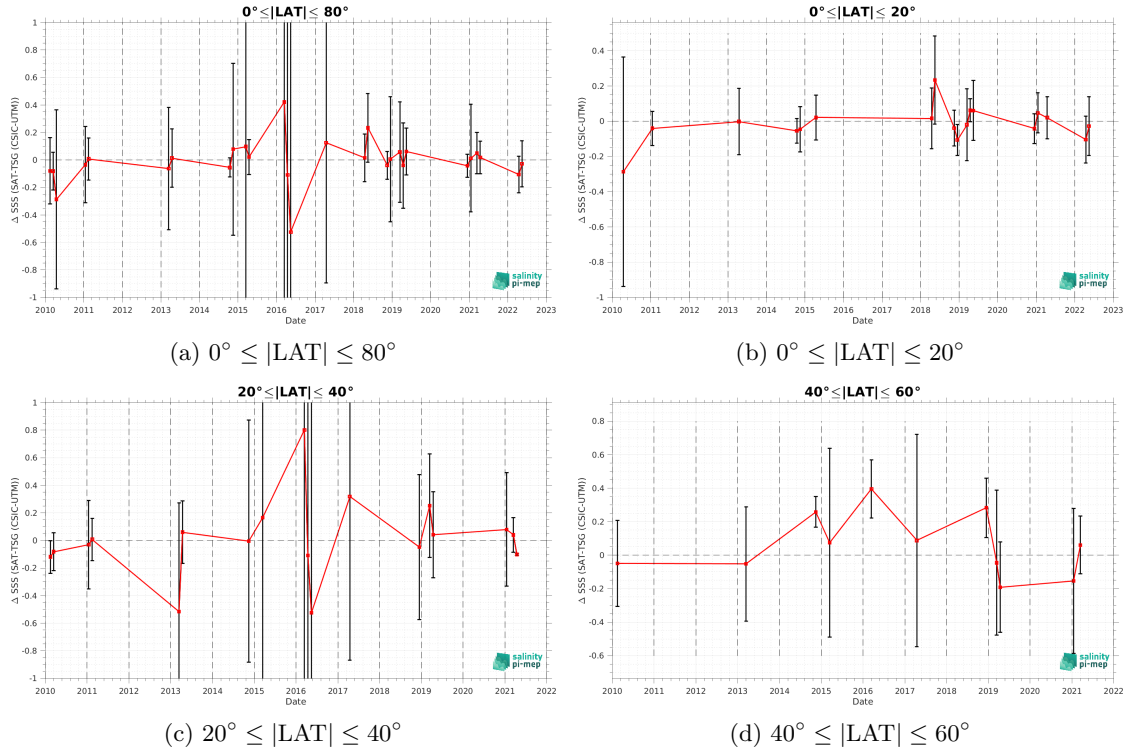 0°≤|LAT|≤ 80°
Δ SSS (SAT-TSG (CSIC-UTM))
1
0.8
0.6
0.4
0.2
0
-0.2
-0.4
-0.6
-0.8
-1
2010 2011 2012 2013 2014 2015 2016 2017 2018 2019 2020 2021 2022 2023
Date
salinity
pi-mep
(a) 0° ≤ |LAT| ≤ 80°
0°≤|LAT|≤ 20°
Δ SSS (SAT-TSG (CSIC-UTM))
0.4
0.2
0
-0.2
-0.4
-0.6
-0.8
-1
2010 2011 2012 2013 2014 2015 2016 2017 2018 2019 2020 2021 2022 2023
Date
salinity
pi-mep
(b) 0° ≤ |LAT| ≤ 20°
20°≤|LAT|≤ 40°
Δ SSS (SAT-TSG (CSIC-UTM))
1
0.8
0.6
0.4
0.2
0
-0.2
-0.4
-0.6
-0.8
-1
2010 2011 2012 2013 2014 2015 2016 2017 2018 2019 2020 2021 2022
Date
salinity
pi-mep
(c) 20° ≤ |LAT| ≤ 40°
40°≤|LAT|≤ 60°
Δ SSS (SAT-TSG (CSIC-UTM))
0.8
0.6
0.4
0.2
0
-0.2
-0.4
-0.6
2010 2011 2012 2013 2014 2015 2016 2017 2018 2019 2020 2021 2022
Date
salinity
pi-mep
(d) 40° ≤ |LAT| ≤ 60°